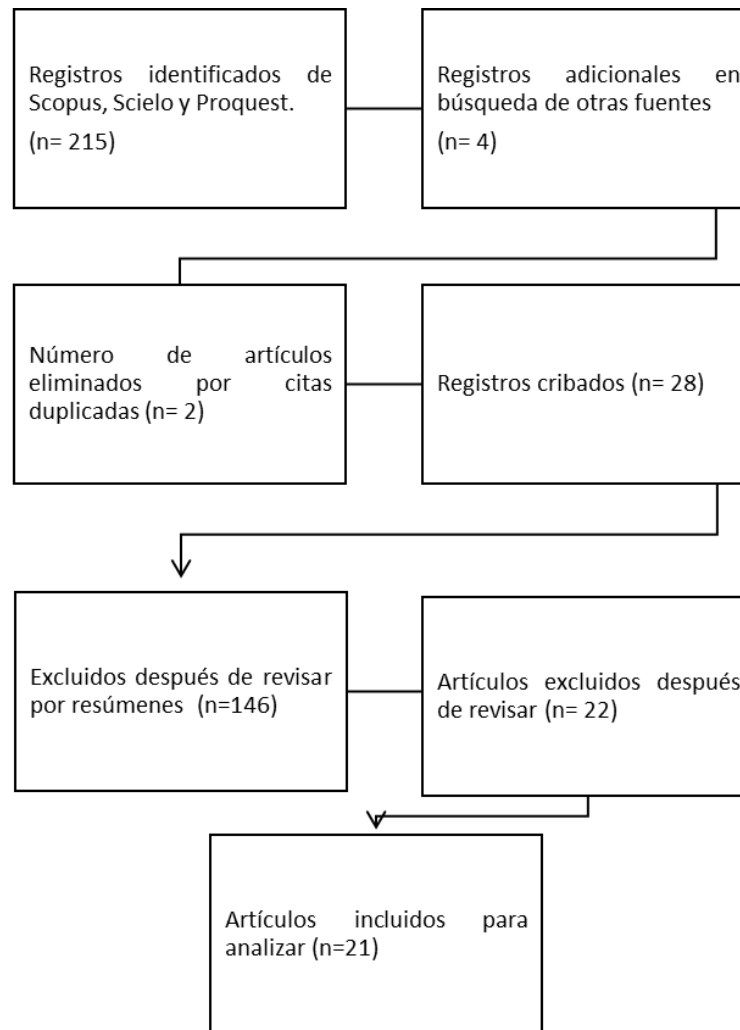 Registros identificados de
Scopus, Scielo y Proquest.
(n= 215)
Registros adicionales en
búsqueda de otras fuentes
(n= 4)
Número de artículos
eliminados por citas
duplicadas (n= 2)
Registros cribados (n= 28)
Excluidos después de revisar
por resúmenes (n=146)
Artículos excluidos después
de revisar (n= 22)
Artículos incluidos para
analizar (n=21)